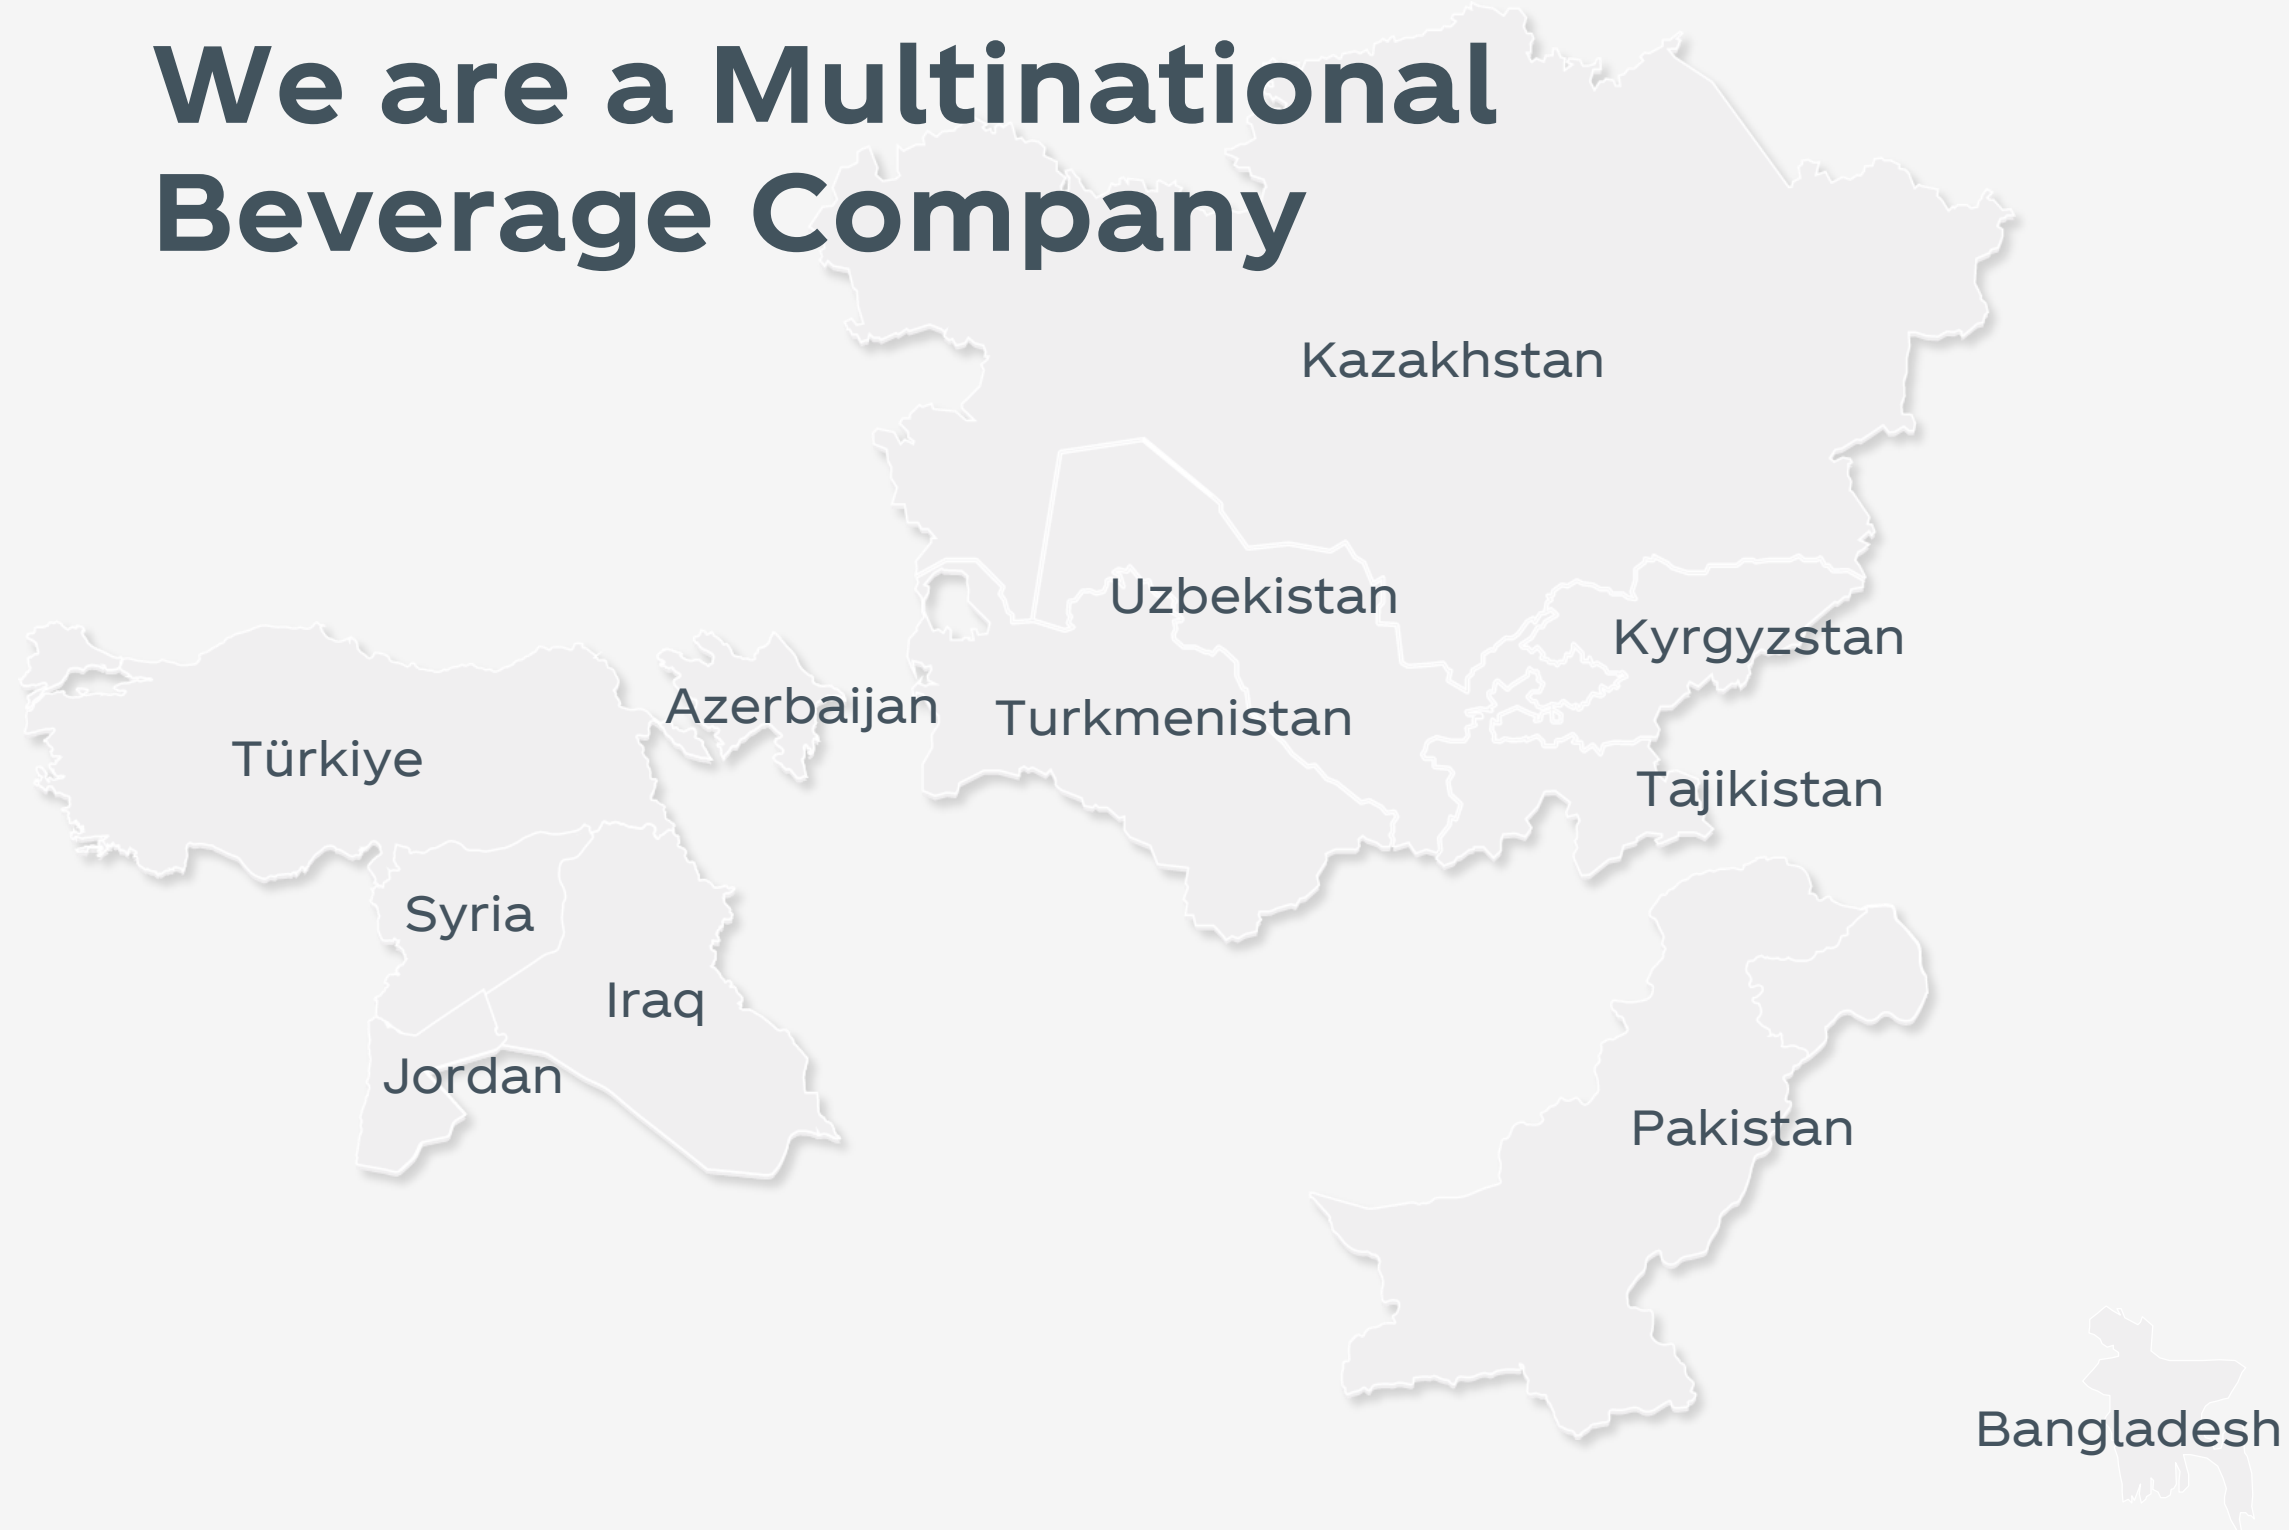 We are a Multinational
Beverage Company
Kazakhstan
Uzbekistan
Kyrgyzstan
Azerbaijan
Turkmenistan
Türkiye
Tajikistan
Syria
Iraq
Jordan
Pakistan
Bangladesh